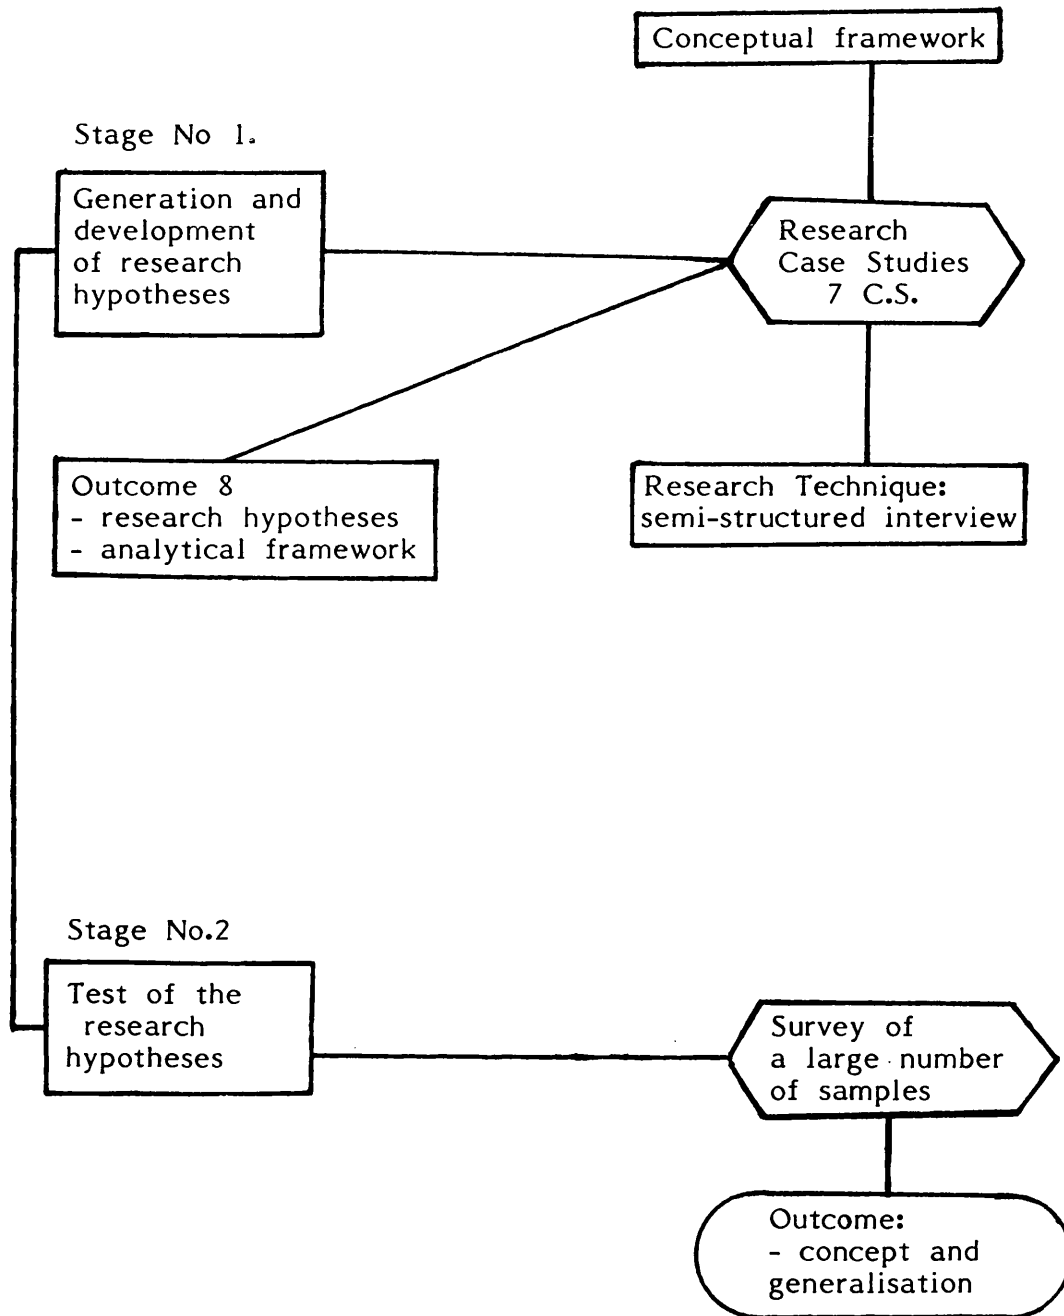 Conceptual framework
Stage No 1.
Generation and
development
of research
hypotheses
Research
Case Studies
7 C.S.
Outcome 8
- research hypotheses
- analytical framework
Research Technique:
semi-structured interview
Stage No.2
Test of the
research
hypotheses
Survey of
a large number
of samples
Outcome:
- concept and
generalisation